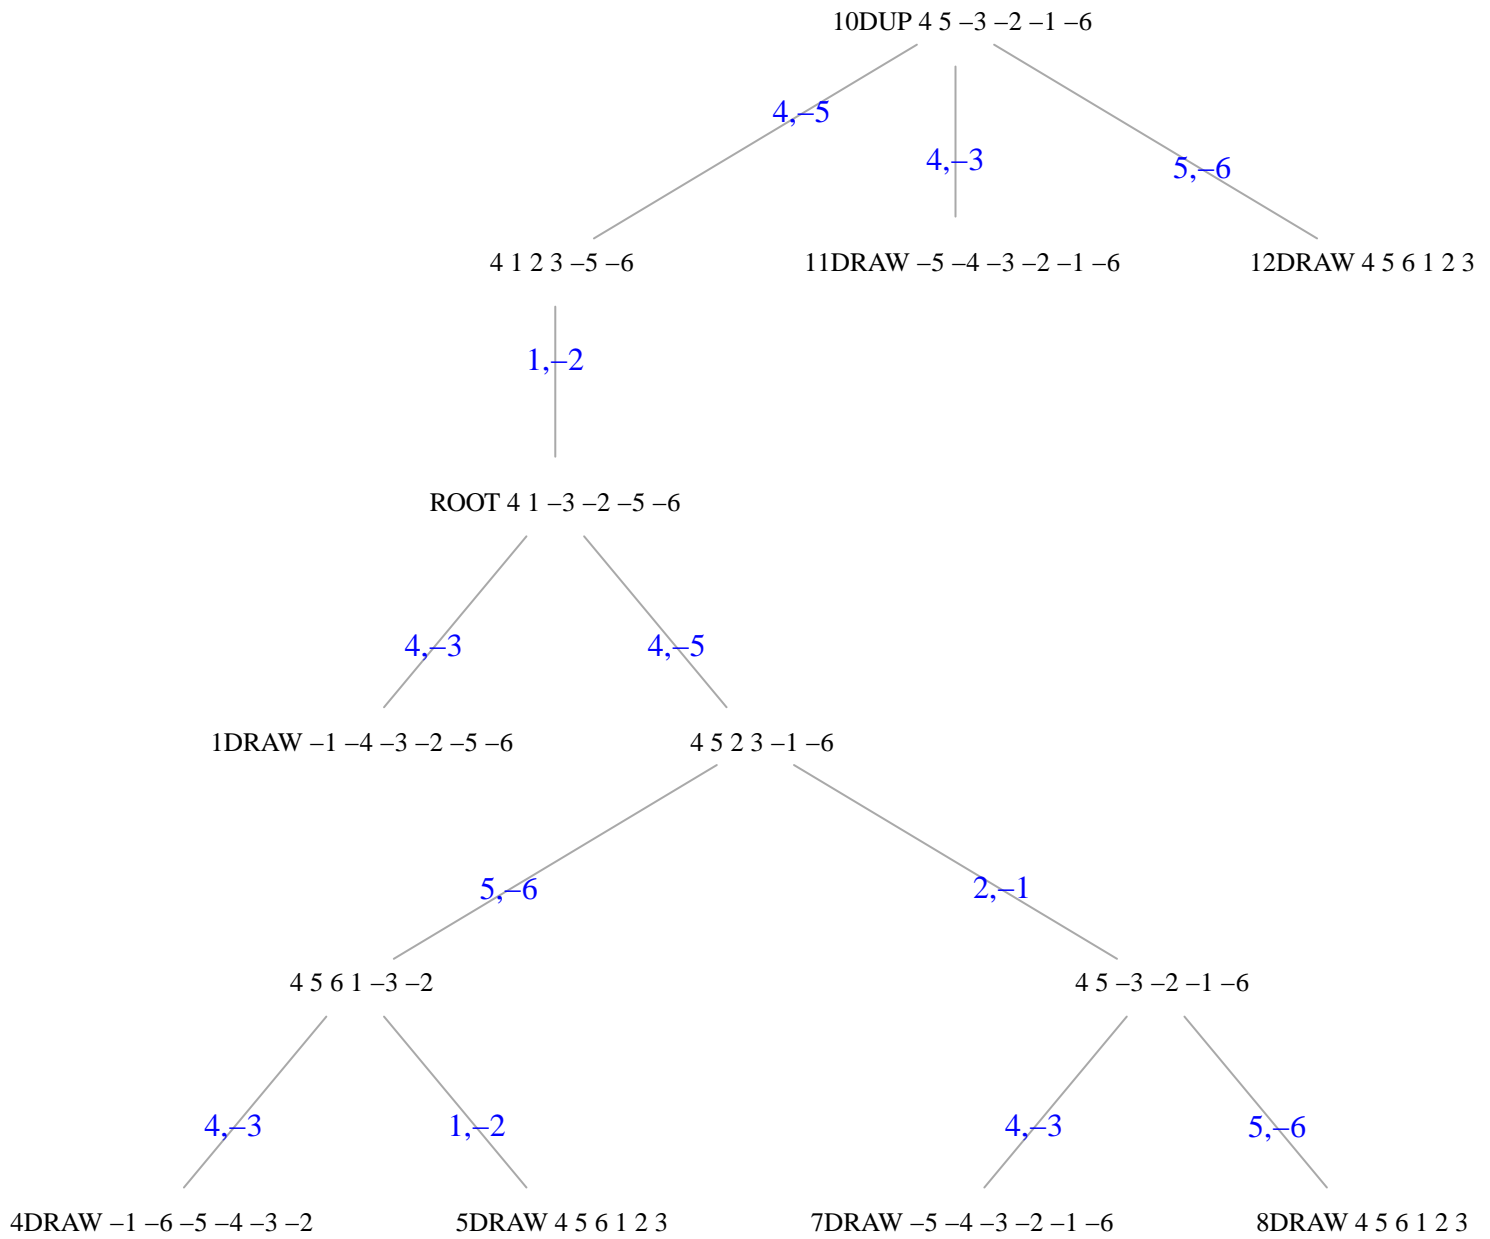 10DUP 4 5 –3 –2 –1 –6
4,–5
4,–3
5,–6
4 1 2 3 –5 –6
11DRAW –5 –4 –3 –2 –1 –6
12DRAW 4 5 6 1 2 3
1,–2
ROOT 4 1 –3 –2 –5 –6
4,–3
4,–5
1DRAW –1 –4 –3 –2 –5 –6
4 5 2 3 –1 –6
5,–6
2,–1
4 5 6 1 –3 –2
4 5 –3 –2 –1 –6
4,–3
1,–2
4,–3
5,–6
4DRAW –1 –6 –5 –4 –3 –2
5DRAW 4 5 6 1 2 3
7DRAW –5 –4 –3 –2 –1 –6
8DRAW 4 5 6 1 2 3